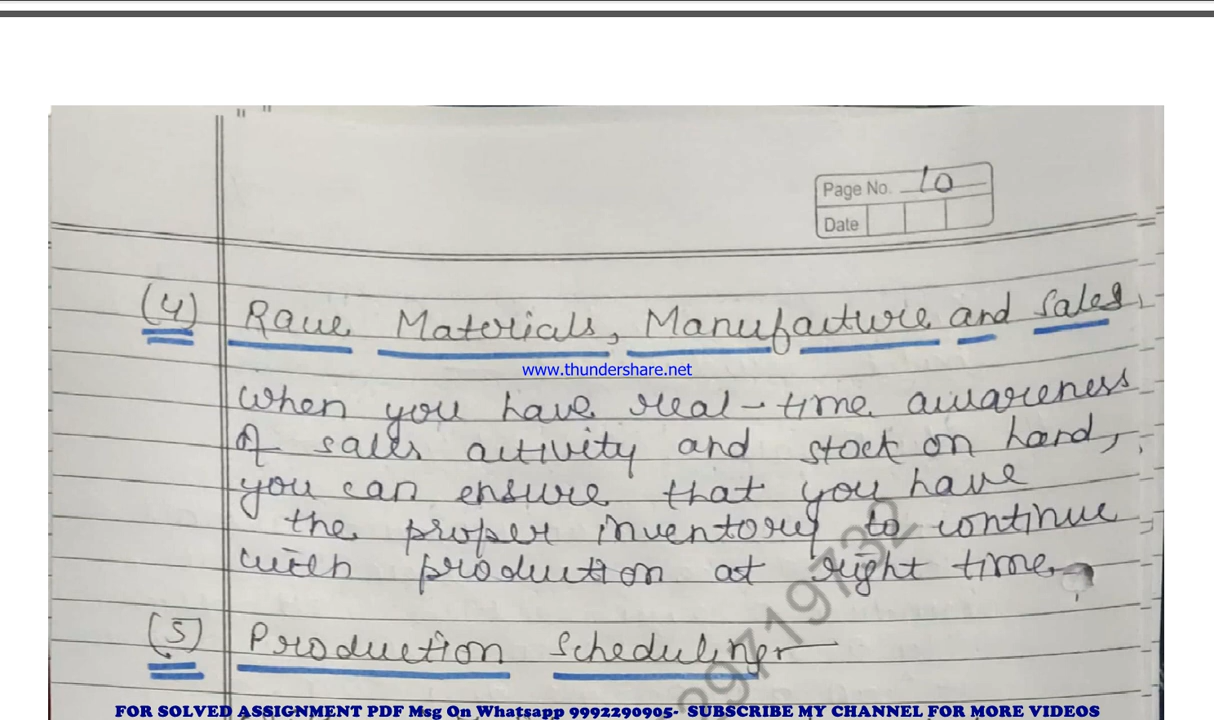 Page No. 10
Date
(4) Raue Materials, Manufacture and Sales.
www.thundershare.net
When you have real-time awareness
of sales activity and stock on hand,
you can ensure that you have
the proper inventory to continue
with production at right time
(5) Production Scheduling
FOR SOLVED ASSIGNMENT PDF Msg On Whatsapp 9992290905- SUBSCRIBE MY CHANNEL FOR MORE VIDEOS